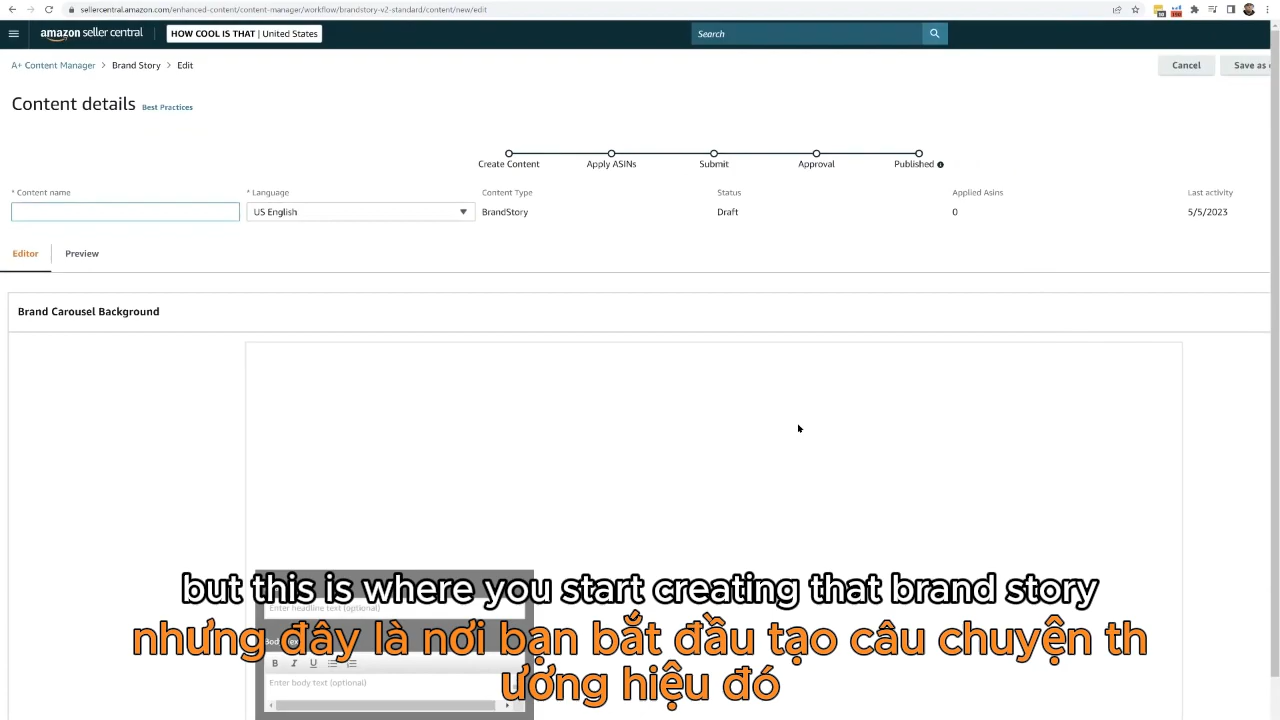 sellercentral.amazon.com/enhanced-content/content-manager/workflow/brandstory-v2-standard/content/new/edit
amazon seller central
HOW COOL IS THAT | United States
Search
A+ Content Manager > Brand Story > Edit
Cancel
Save as
Content details Best Practices
Create Content Apply ASINs Submit Approval Published
* Content name * Language Content Type Status Applied Asins Last activity
US English BrandStory Draft 0 5/5/2023
Editor Preview
Brand Carousel Background
but this is where you start creating that brand story
Enter headline text (optional)
nhưng đây là nơi bạn bắt đầu tạo câu chuyện th
ương hiệu đó
B I U
Enter body text (optional)